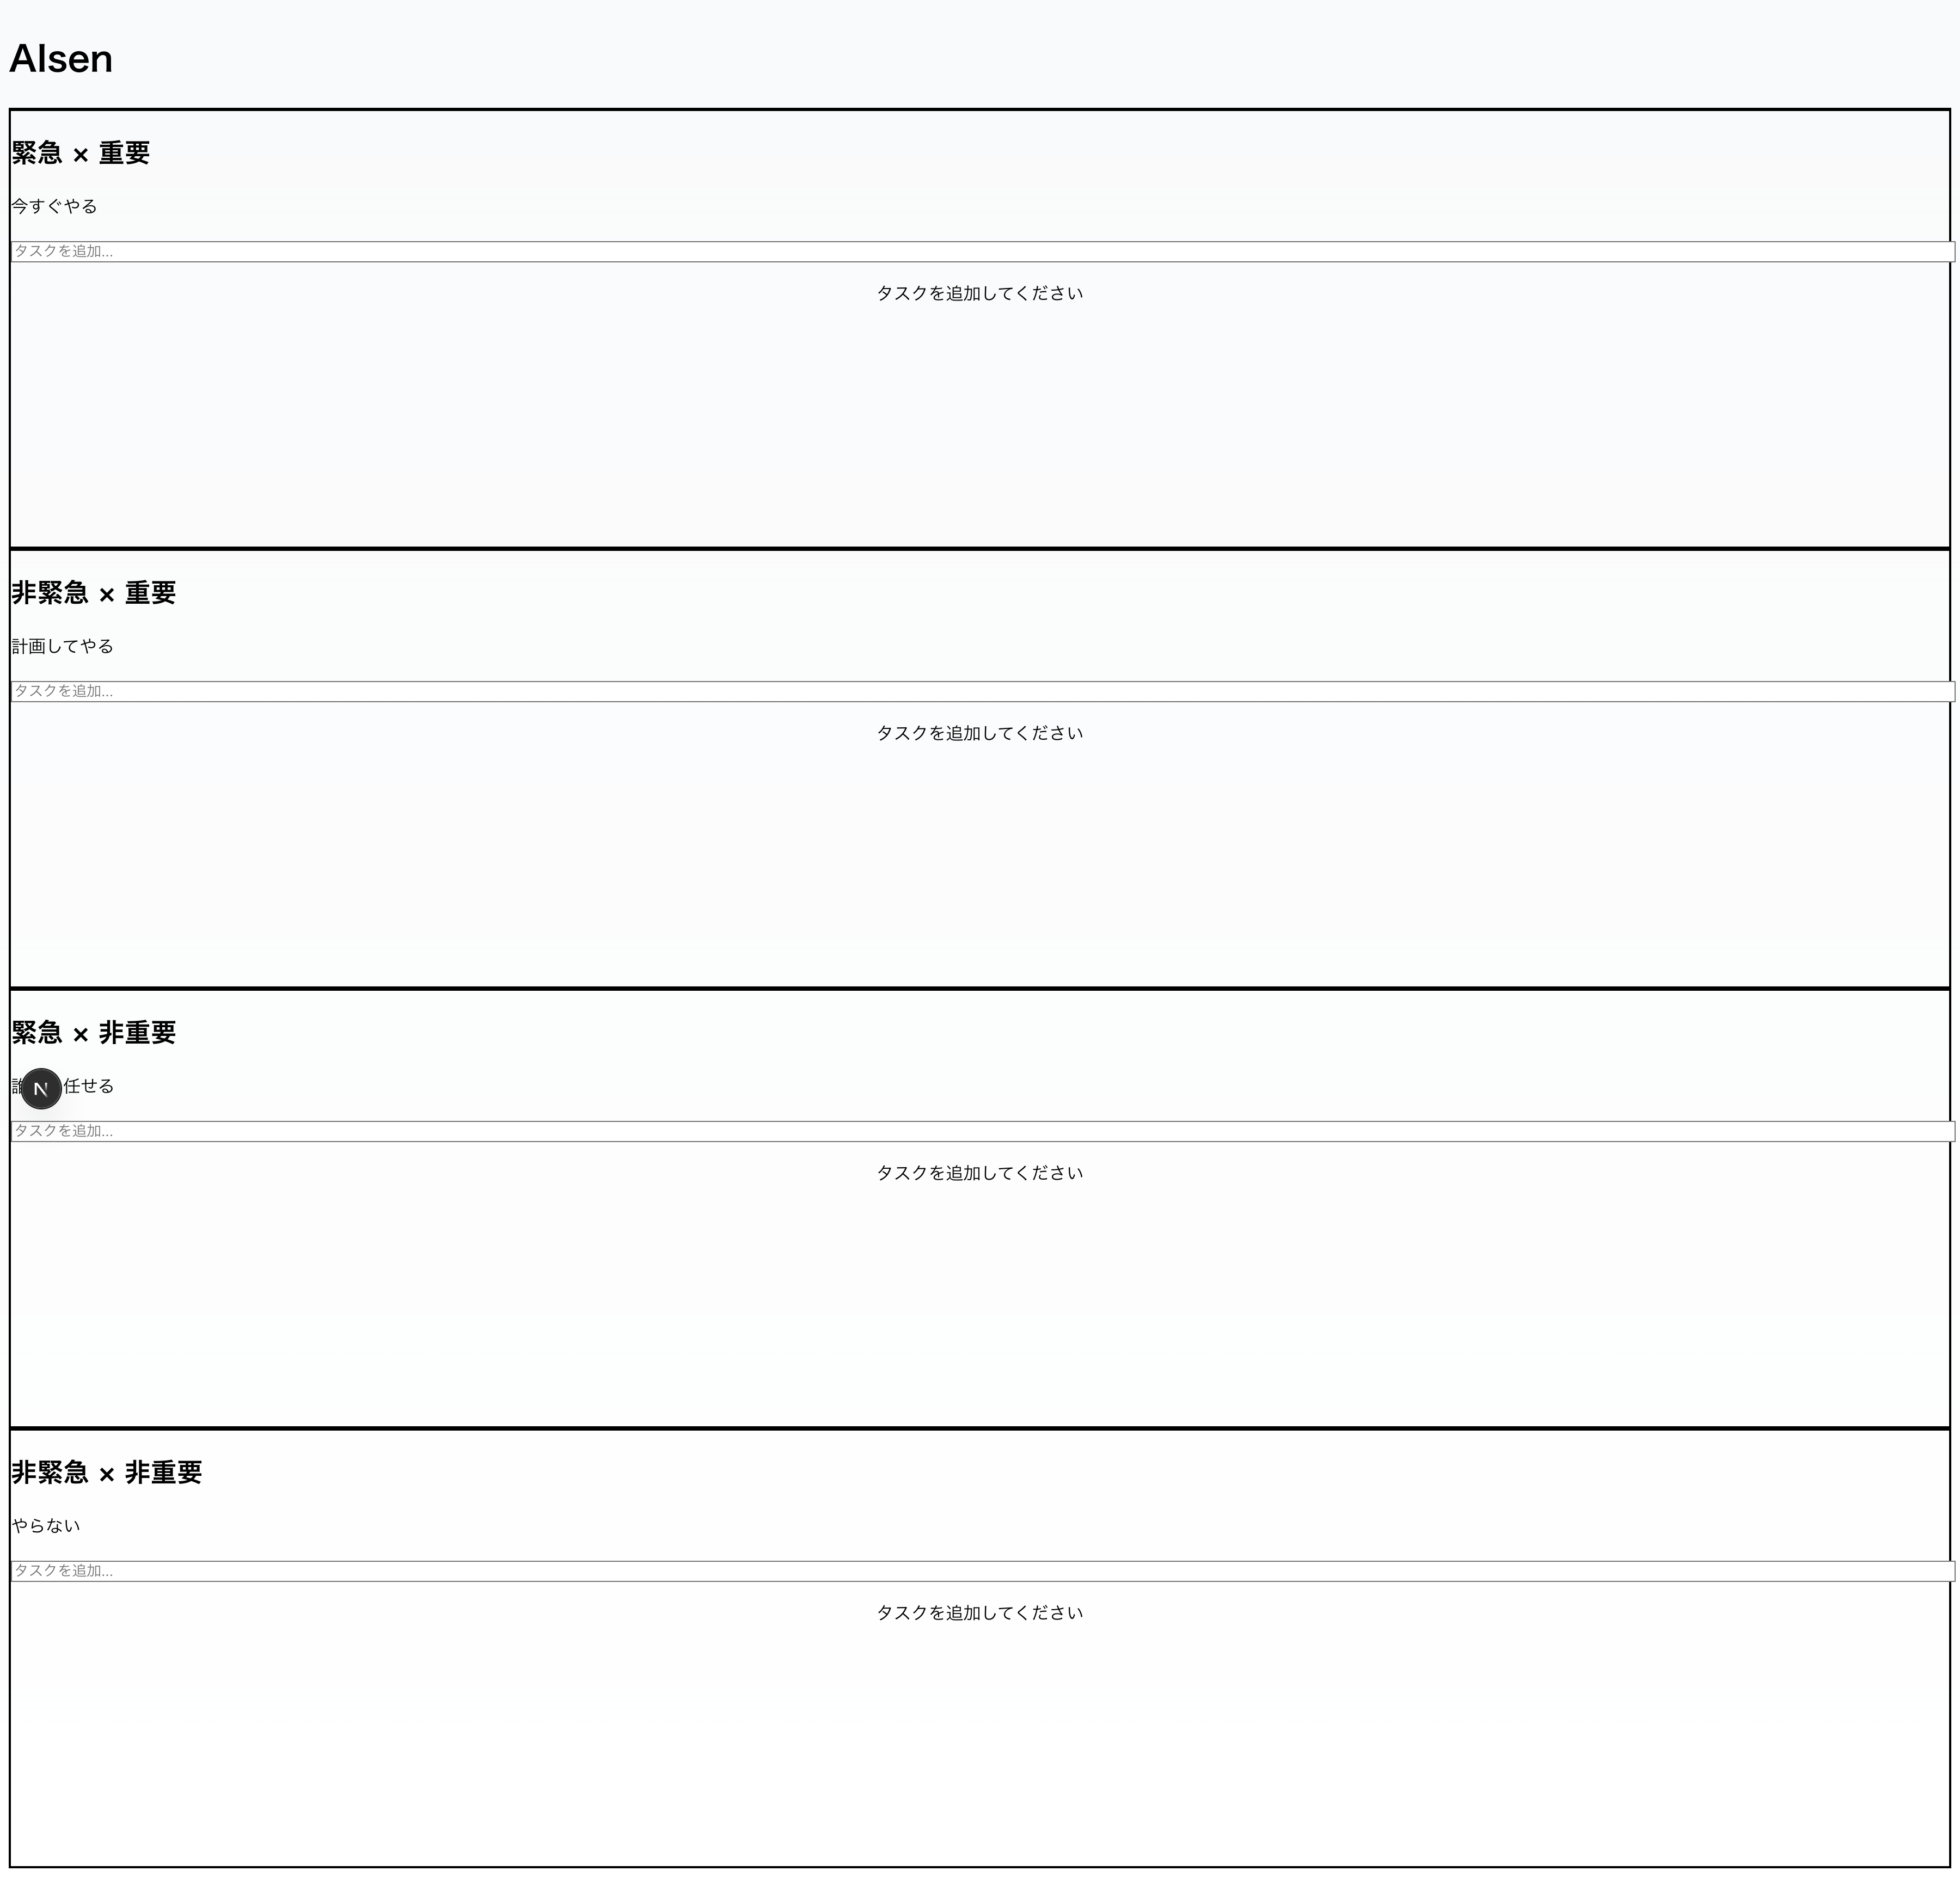 AIsen
緊急 × 重要
今すぐやる
タスクを追加...
タスクを追加してください
非緊急 × 重要
計画してやる
タスクを追加...
タスクを追加してください
緊急 × 非重要
任せる
N
タスクを追加...
タスクを追加してください
非緊急 × 非重要
やらない
タスクを追加...
タスクを追加してください